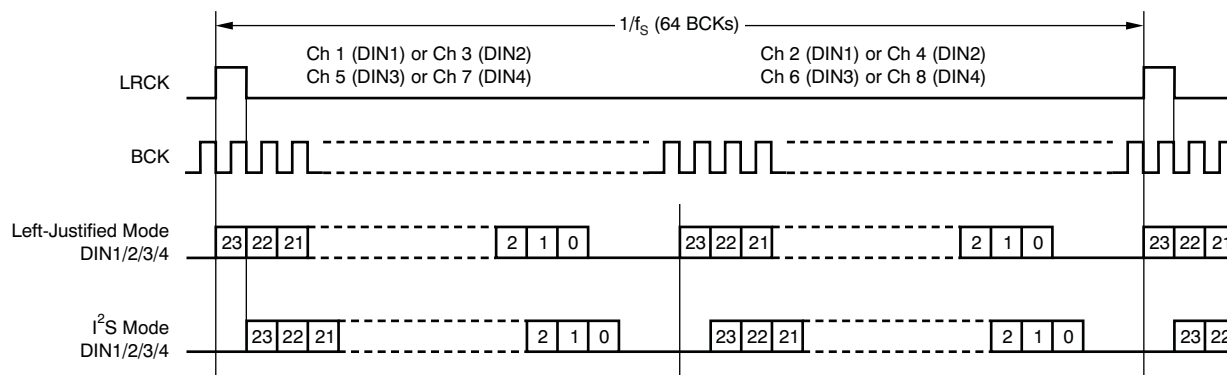 1/fS (64 BCKs)
Ch 1 (DIN1) or Ch 3 (DIN2)
Ch 5 (DIN3) or Ch 7 (DIN4)
Ch 2 (DIN1) or Ch 4 (DIN2)
Ch 6 (DIN3) or Ch 8 (DIN4)
LRCK
BCK
Left-Justified Mode
DIN1/2/3/4
23 22 21 2 1 0 23 22 21 2 1 0 23 22 21
I2S Mode
DIN1/2/3/4
23 22 21 2 1 0 23 22 21 2 1 0 23 22